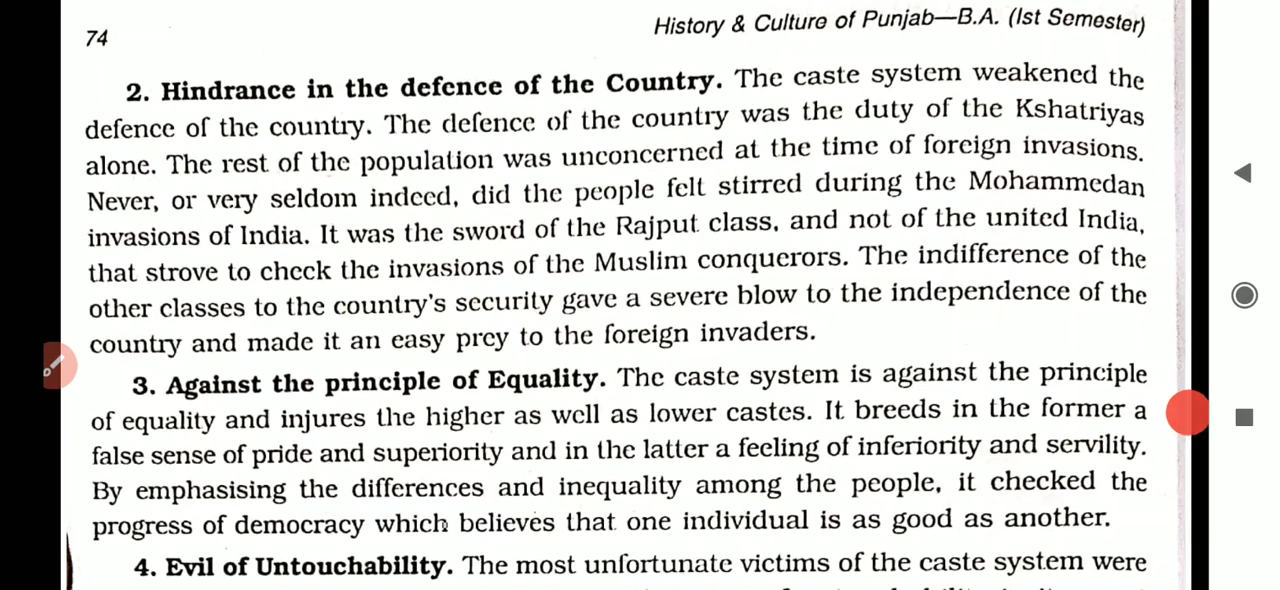 74
History & Culture of Punjab—B.A. (Ist Semester)
2. Hindrance in the defence of the Country. The caste system weakened the
defence of the country. The defence of the country was the duty of the Kshatriyas
alone. The rest of the population was unconcerned at the time of foreign invasions.
Never, or very seldom indeed, did the people felt stirred during the Mohammedan
invasions of India. It was the sword of the Rajput class, and not of the united India,
that strove to check the invasions of the Muslim conquerors. The indifference of the
other classes to the country's security gave a severe blow to the independence of the
country and made it an easy prey to the foreign invaders.
3. Against the principle of Equality. The caste system is against the principle
of equality and injures the higher as well as lower castes. It breeds in the former a
false sense of pride and superiority and in the latter a feeling of inferiority and servility.
By emphasising the differences and inequality among the people, it checked the
progress of democracy which believes that one individual is as good as another.
4. Evil of Untouchability. The most unfortunate victims of the caste system were